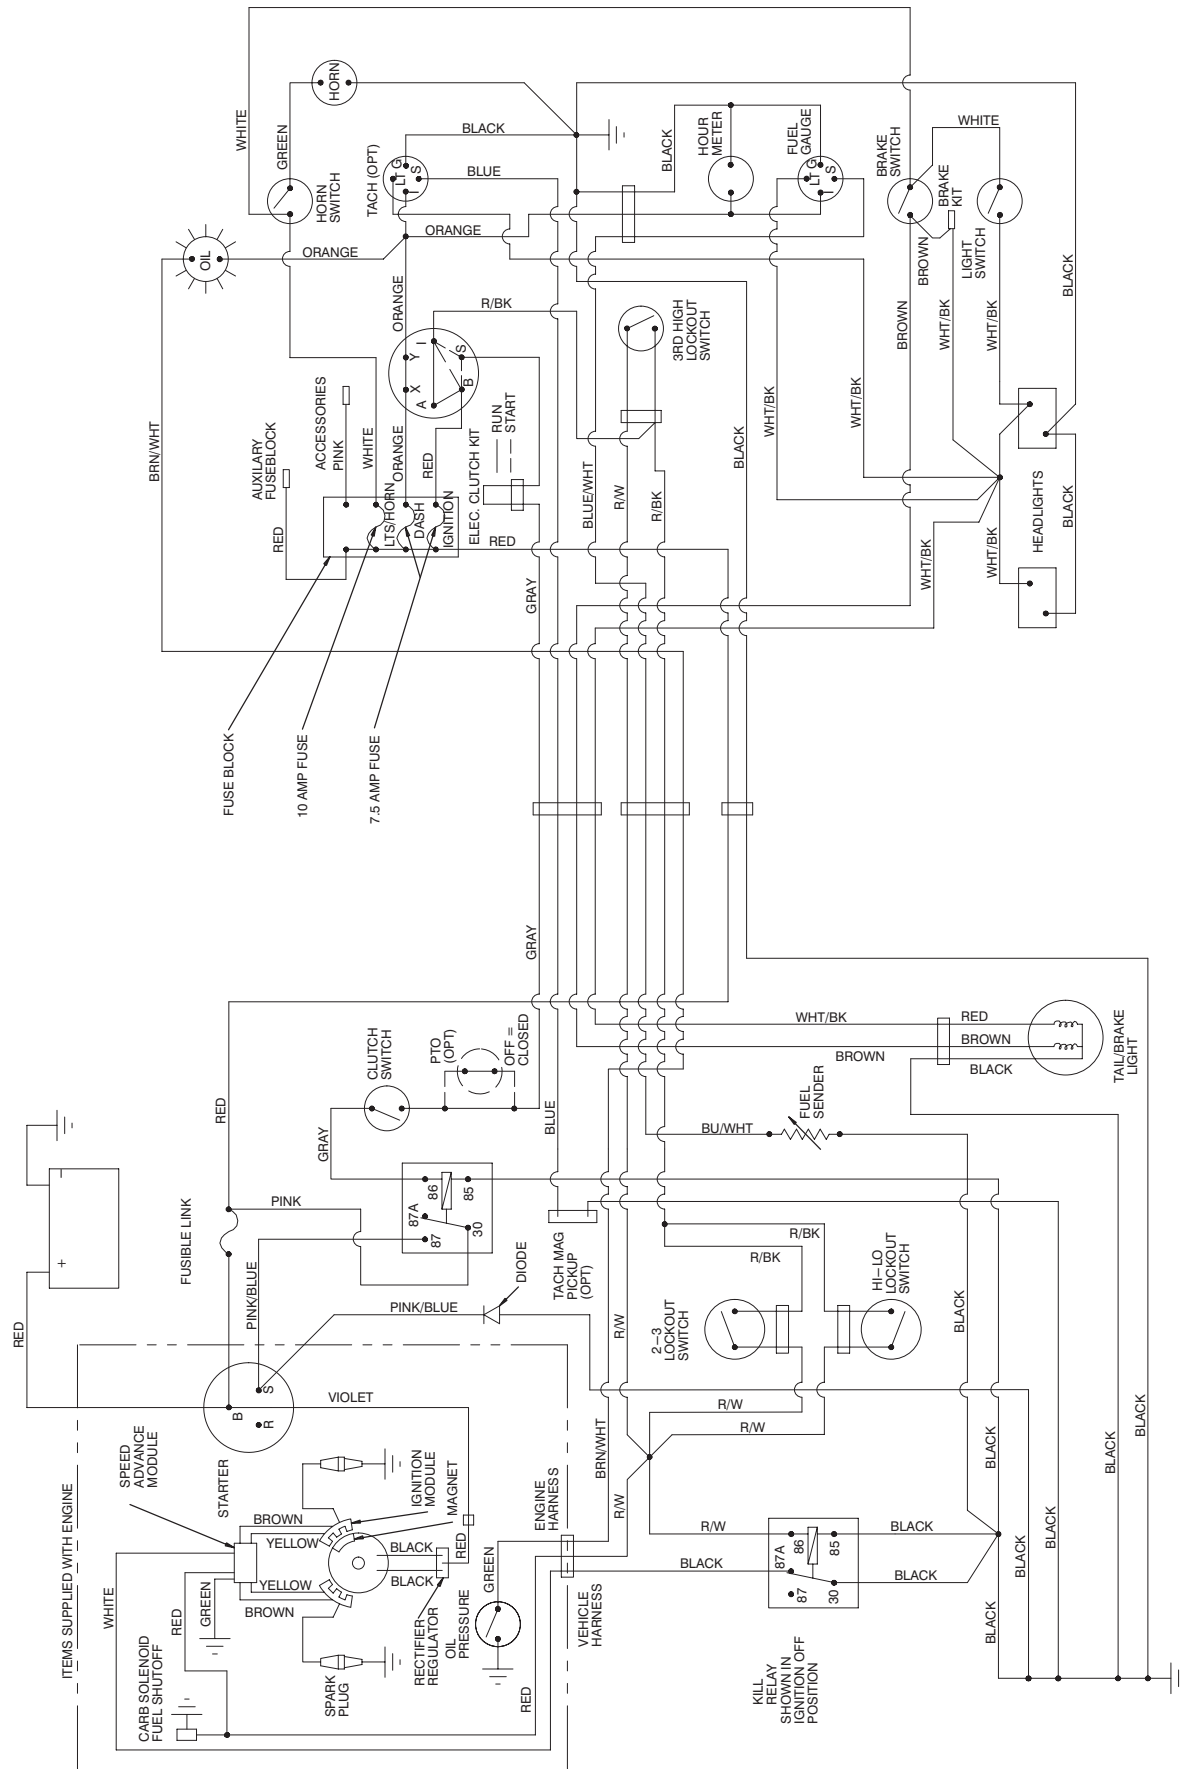 WHITE
GREEN
HORN
HORN
SWITCH
OIL
ORANGE
BRN/WHT
TACH (OPT)
LT
G
I
S
BLACK
BLUE
ORANGE
BLACK
HOUR
METER
FUEL
GAUGE
LT
G
I
S
BRAKE
SWITCH
WHITE
BRAKE
KIT
BROWN
LIGHT
SWITCH
BLACK
ORANGE
R/BK
X
Y
A
I
B
S
3RD HIGH
LOCKOUT
SWITCH
BROWN
WHT/BK
WHT/BK
AUXILARY
FUSEBLOCK
ACCESSORIES
PINK
WHITE
ORANGE
RED
RED
LTS/HORN
DASH
IGNITION
ELEC. CLUTCH KIT
RUN
START
RED
GRAY
BLUE/WHT
R/W
R/BK
BLACK
WHT/BK
WHT/BK
WHT/BK
WHT/BK
HEADLIGHTS
BLACK
FUSE BLOCK
10 AMP FUSE
7.5 AMP FUSE
GRAY
RED
CLUTCH
SWITCH
PTO
(OPT)
OFF =
CLOSED
BLUE
GRAY
WHT/BK
BROWN
RED
BROWN
BLACK
TAIL/BRAKE
LIGHT
BU/WHT
FUEL
SENDER
+
–
RED
FUSIBLE LINK
PINK
PINK/BLUE
87A
86
85
87
30
TACH MAG
PICKUP
(OPT)
DIODE
PINK/BLUE
R/BK
R/BK
2–3
LOCKOUT
SWITCH
HI–LO
LOCKOUT
SWITCH
BLACK
R/W
R/W
R/W
BRN/WHT
R/W
ITEMS SUPPLIED WITH ENGINE
SPEED
ADVANCE
MODULE
STARTER
B
R
S
VIOLET
BROWN
YELLOW
YELLOW
BROWN
IGNITION
MODULE
MAGNET
BLACK
BLACK
RED
RECTIFIER
REGULATOR
OIL
PRESSURE
GREEN
ENGINE
HARNESS
VEHICLE
HARNESS
WHITE
RED
GREEN
CARB SOLENOID
FUEL SHUTOFF
SPARK
PLUG
RED
R/W
BLACK
87A
86
85
87
30
BLACK
BLACK
KILL
RELAY
SHOWN IN
IGNITION OFF
POSITION
BLACK
BLACK
BLACK
BLACK
BLACK
BLACK